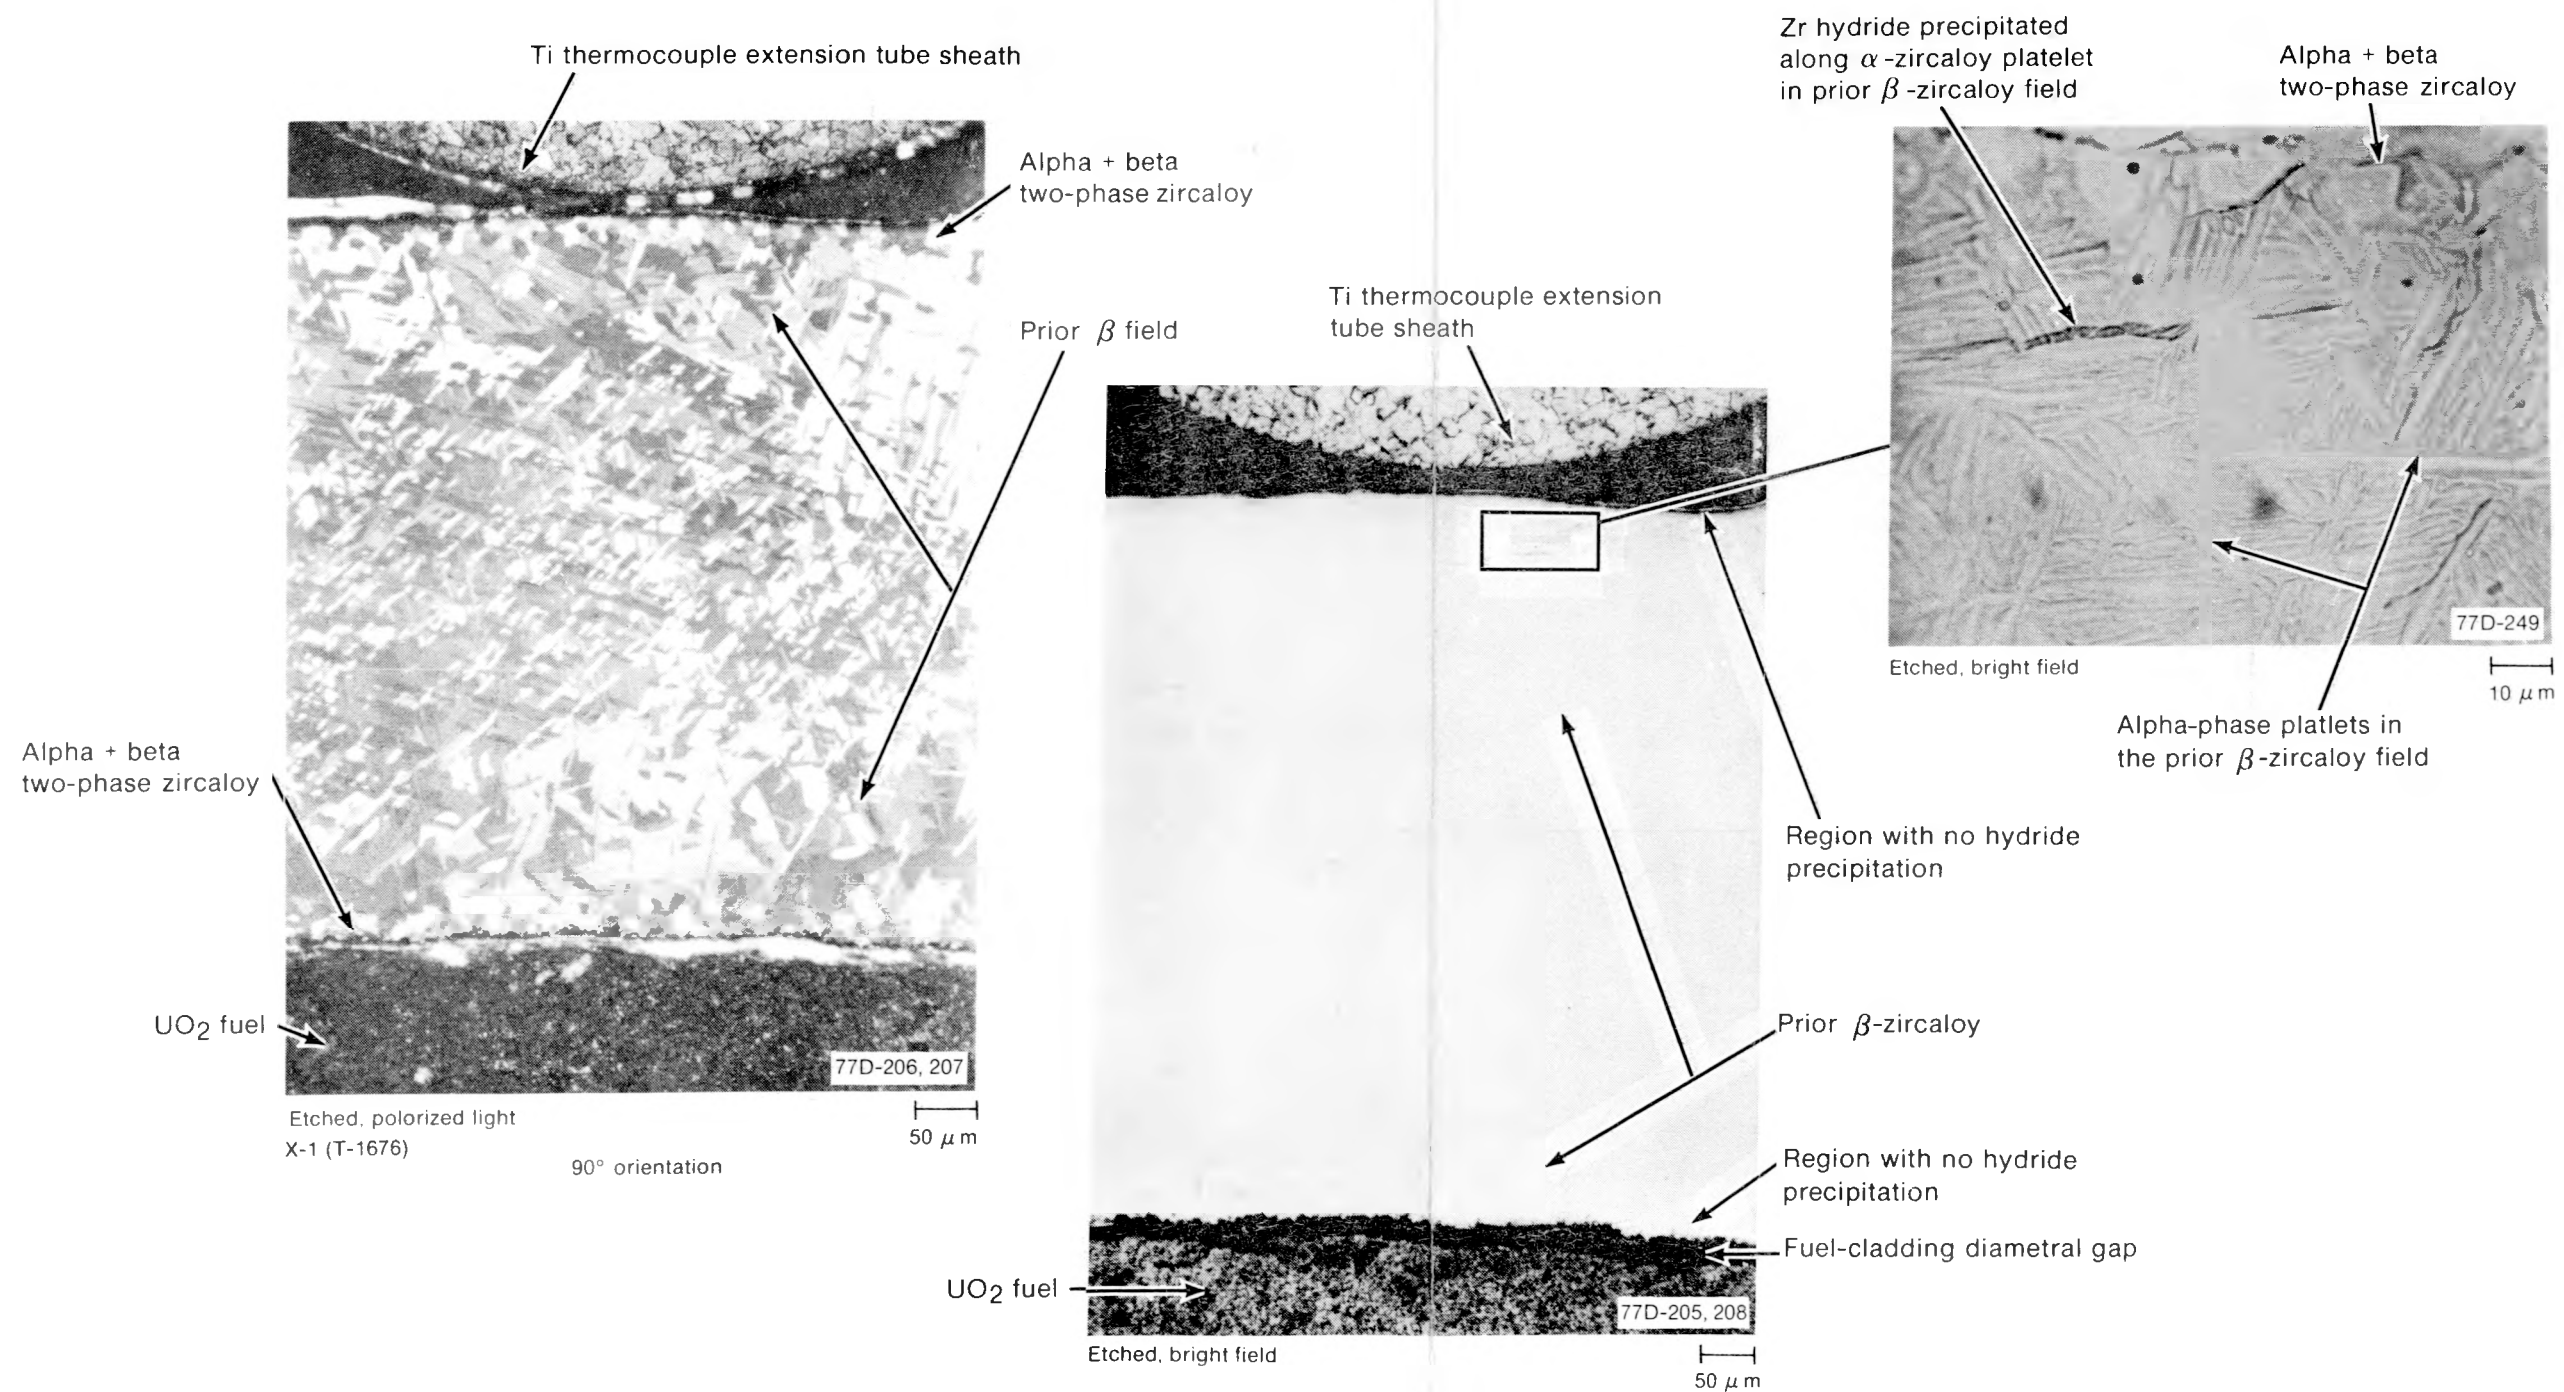 Ti thermocouple extension tube sheath
Alpha + beta
two-phase zircaloy
Prior β field
Alpha + beta
two-phase zircaloy
UO2 fuel
77D-206, 207
Etched, polorized light
X-1 (T-1676)
50 μm
90° orientation
Ti thermocouple extension
tube sheath
Region with no hydride
precipitation
Prior β-zircaloy
Region with no hydride
precipitation
Fuel-cladding diametral gap
UO2 fuel
77D-205, 208
Etched, bright field
50 μm
Zr hydride precipitated
along α-zircaloy platelet
in prior β-zircaloy field
Alpha + beta
two-phase zircaloy
77D-249
Etched, bright field
10 μm
Alpha-phase platlets in
the prior β-zircaloy field